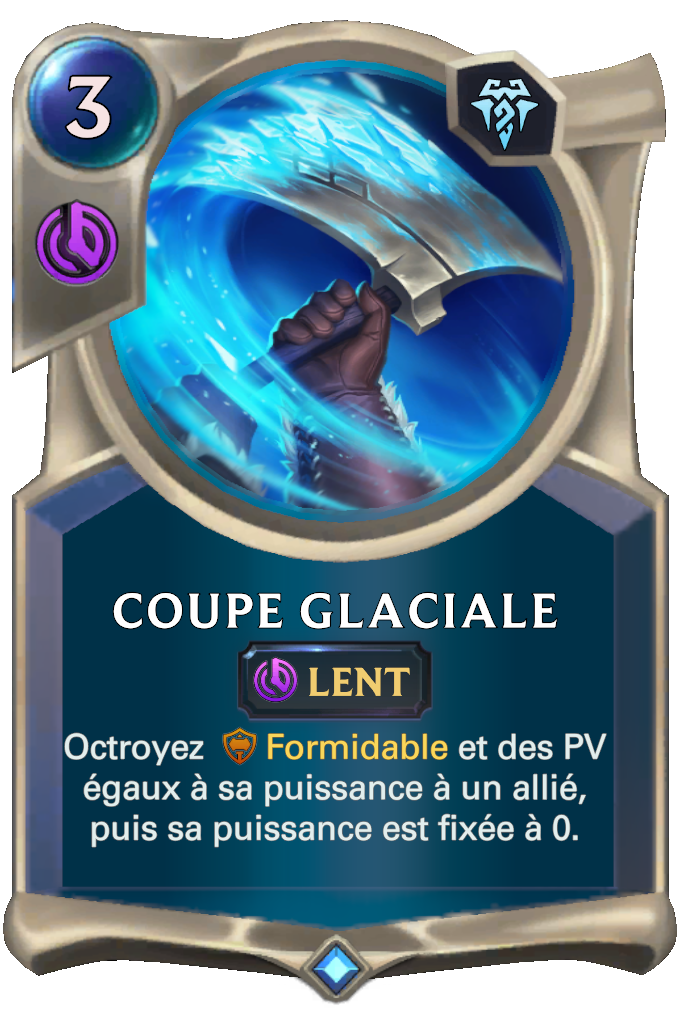 3
COUPE GLACIALE
LENT
Octroyez Formidable et des PV
égaux à sa puissance à un allié,
puis sa puissance est fixée à 0.